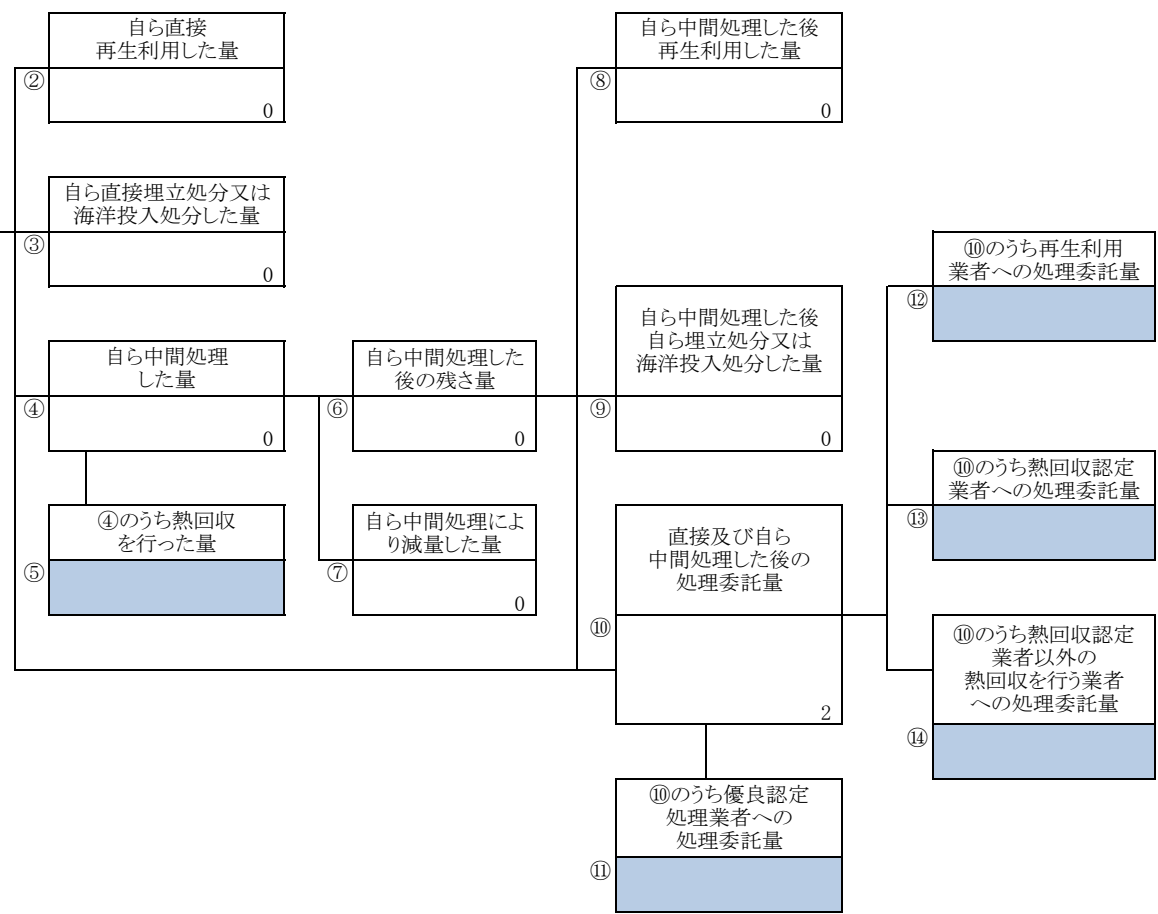 自ら直接
再生利用した量
②
0
自ら中間処理した後
再生利用した量
⑧
0
自ら直接埋立処分又は
海洋投入処分した量
③
0
⑩のうち再生利用
業者への処理委託量
⑫
自ら中間処理した後
自ら埋立処分又は
海洋投入処分した量
⑨
0
自ら中間処理
した量
④
0
自ら中間処理した
後の残さ量
⑥
0
⑩のうち熱回収認定
業者への処理委託量
⑬
④のうち熱回収
を行った量
⑤
自ら中間処理によ
り減量した量
⑦
0
直接及び自ら
中間処理した後の
処理委託量
⑩
2
⑩のうち熱回収認定
業者以外の
熱回収を行う業者
への処理委託量
⑭
⑩のうち優良認定
処理業者への
処理委託量
⑪